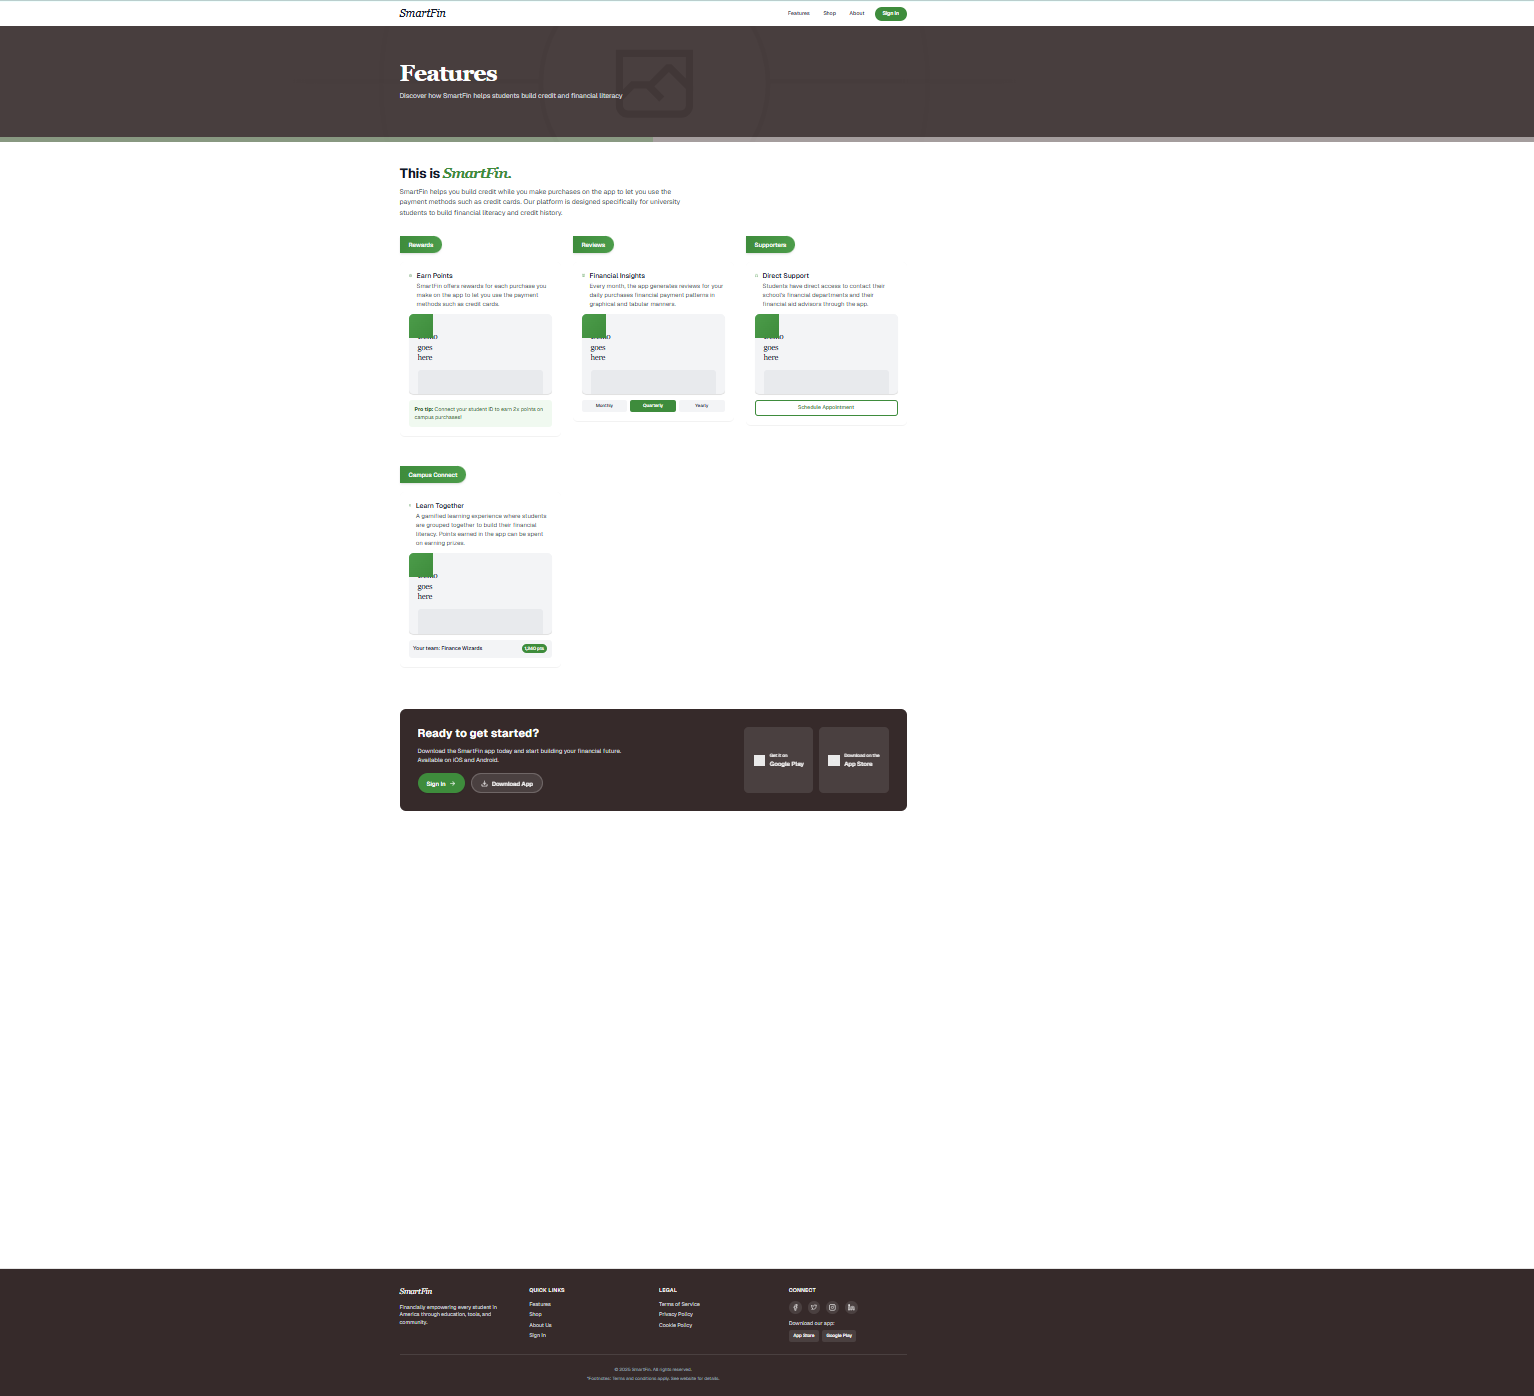 SmartFin
Features
Shop
About
Sign In
Features
Discover how SmartFin helps students build credit and financial literacy
This is SmartFin.
SmartFin helps you build credit while you make purchases on the app to let you use the
payment methods such as credit cards. Our platform is designed specifically for university
students to build financial literacy and credit history.
Rewards
Earn Points
SmartFin offers rewards for each purchase you
make on the app to let you use the payment
methods such as credit cards.
goes
here
Pro tip: Connect your student ID to earn 2x points on
campus purchases!
Reviews
Financial Insights
Every month, the app generates reviews for your
daily purchases financial payment patterns in
graphical and tabular manners.
goes
here
Monthly
Quarterly
Yearly
Supporters
Direct Support
Students have direct access to contact their
school's financial departments and their
financial aid advisors through the app.
goes
here
Schedule Appointment
Campus Connect
Learn Together
A gamified learning experience where students
are grouped together to build their financial
literacy. Points earned in the app can be spent
on earning prizes.
goes
here
Your team: Finance Wizards
pts
Ready to get started?
Download the SmartFin app today and start building your financial future.
Available on iOS and Android.
Sign In
Download App
Get it on
Google Play
Download on the
App Store
SmartFin
Financially empowering every student in
America through education, tools, and
community.
QUICK LINKS
Features
Shop
About Us
Sign In
LEGAL
Terms of Service
Privacy Policy
Cookie Policy
CONNECT
Download our app:
App Store
Google Play
© 2025 SmartFin. All rights reserved.
*Footnotes: Terms and conditions apply. See website for details.